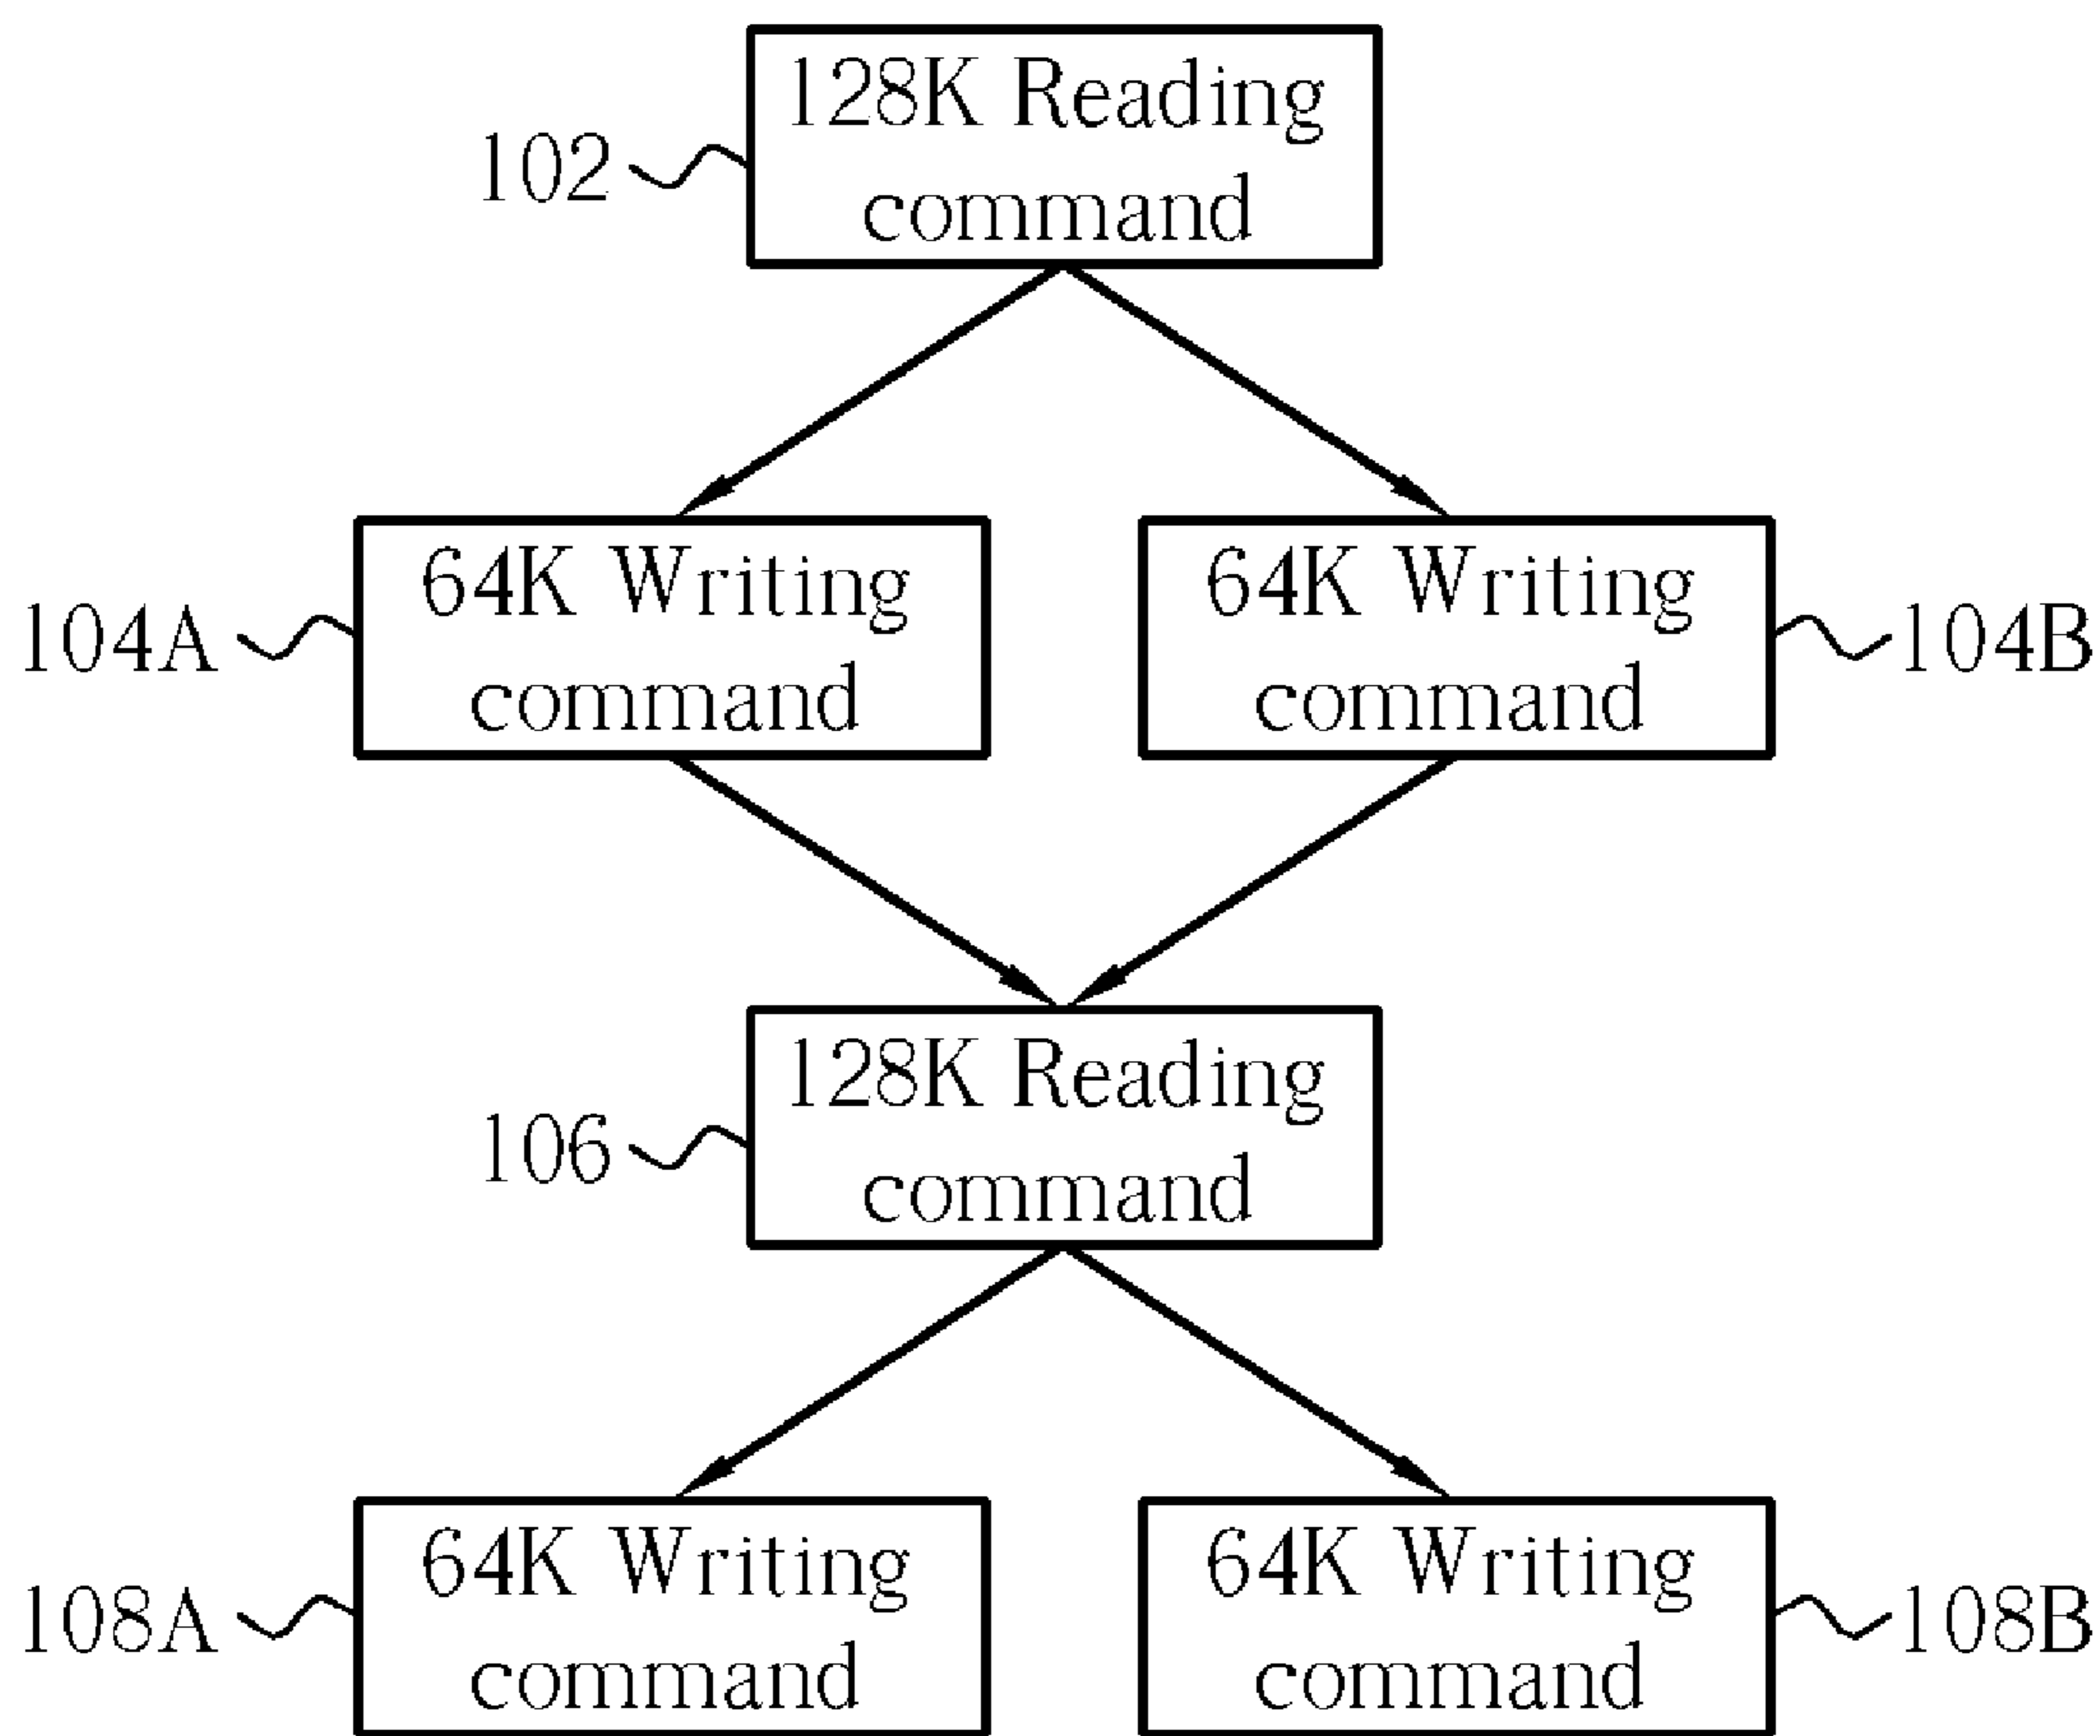 128K Reading
command
102
64K Writing
command
64K Writing
command
104A
104B
128K Reading
command
106
64K Writing
command
64K Writing
command
108A
108B